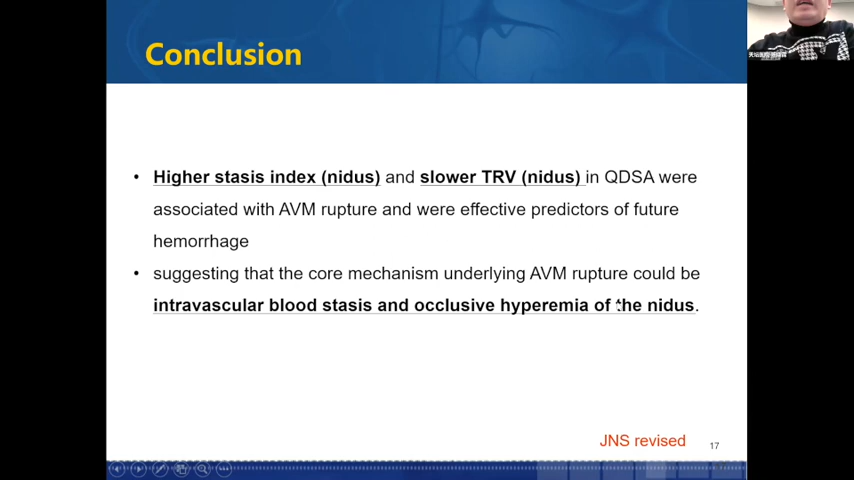 Conclusion
• Higher stasis index (nidus) and slower TRV (nidus) in QDSA were
associated with AVM rupture and were effective predictors of future
hemorrhage
• suggesting that the core mechanism underlying AVM rupture could be
intravascular blood stasis and occlusive hyperemia of the nidus.
JNS revised
17